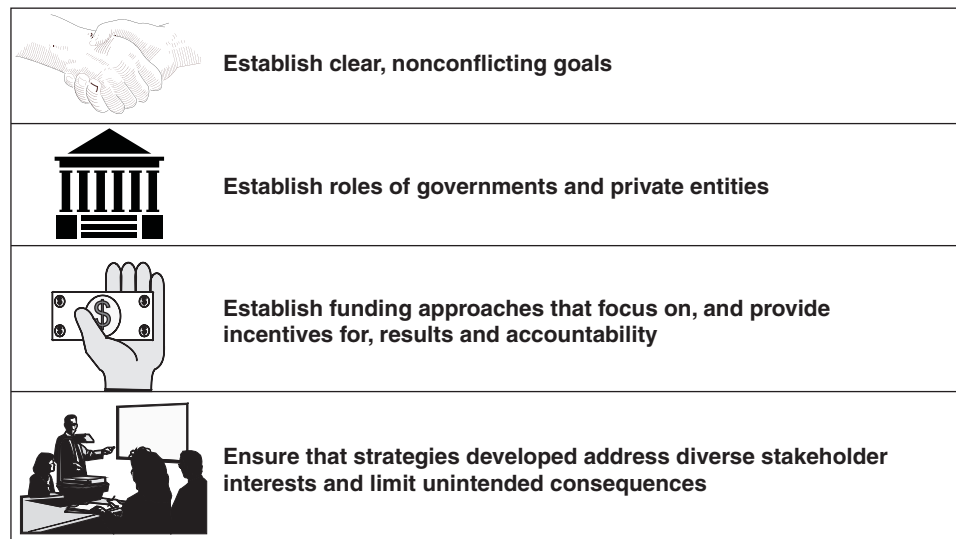 Establish clear, nonconflicting goals
Establish roles of governments and private entities
$ $ $ $ $
Establish funding approaches that focus on, and provide
incentives for, results and accountability
Ensure that strategies developed address diverse stakeholder
interests and limit unintended consequences